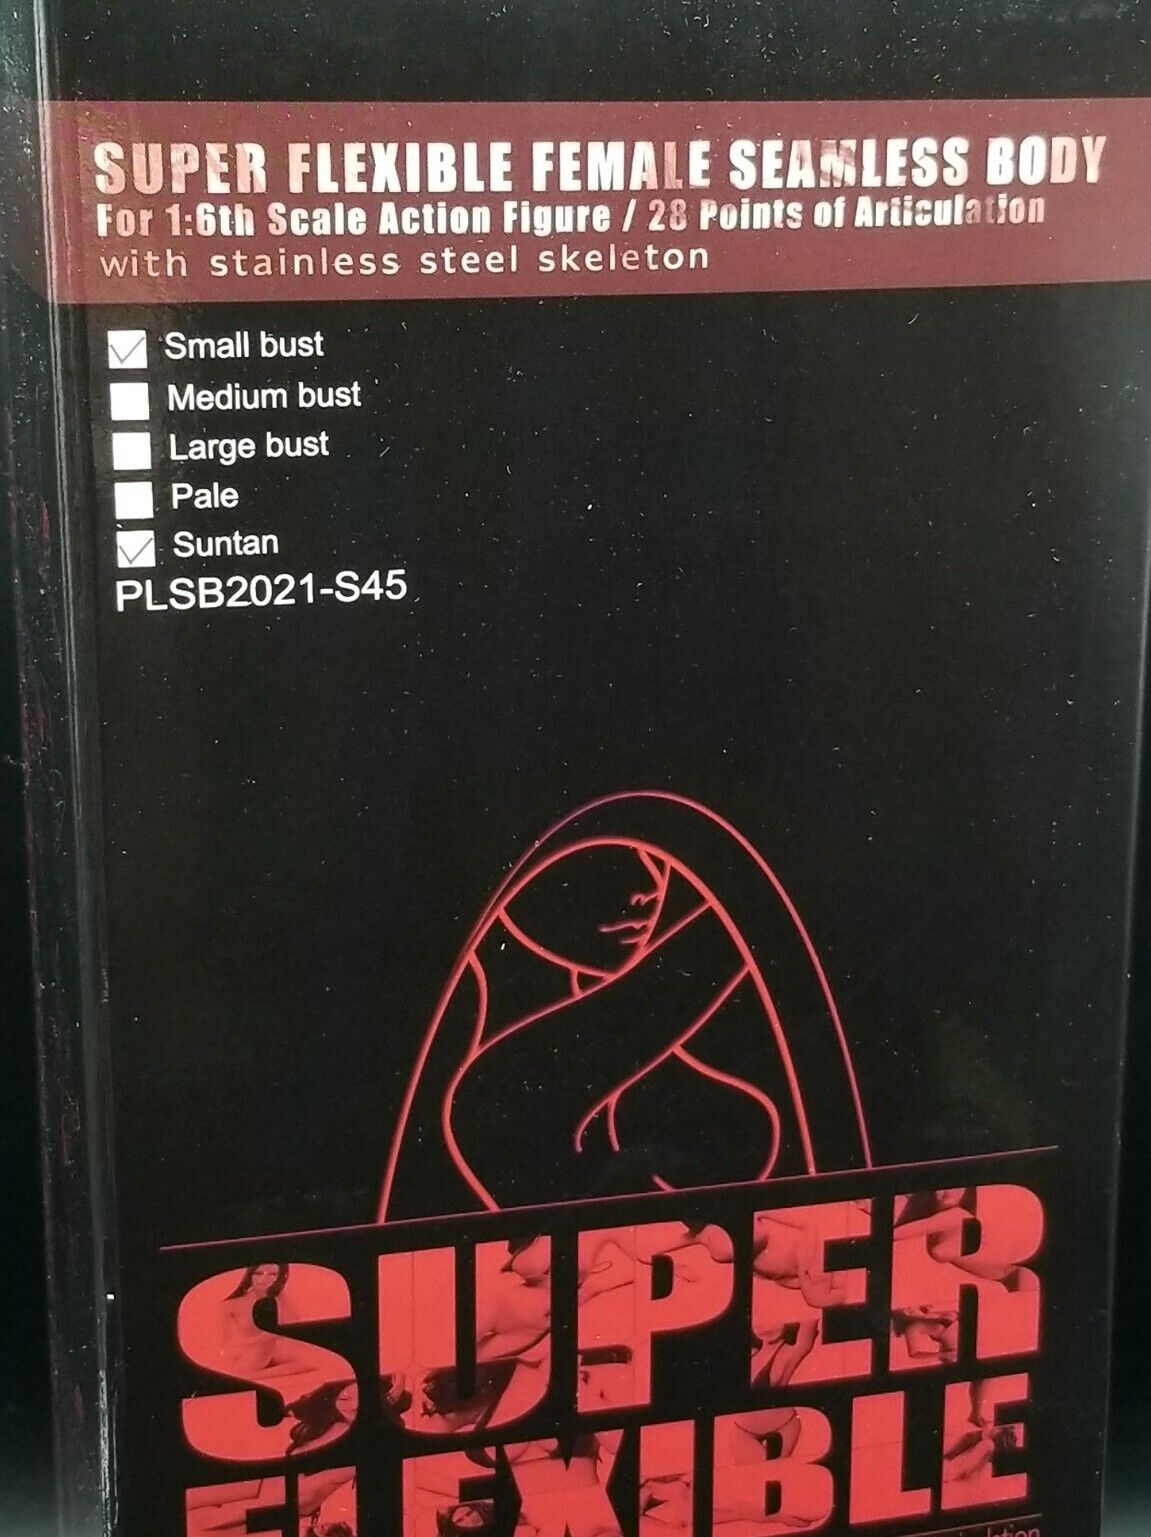 SUPER FLEXIBLE FEMALE SEAMLESS BODY
For 1:6th Scale Action Figure / 28 Points of Articulation
with stainless steel skeleton
Small bust
Medium bust
Large bust
Pale
Suntan
PLSB2021-S45
SUPER
FLEXIBLE